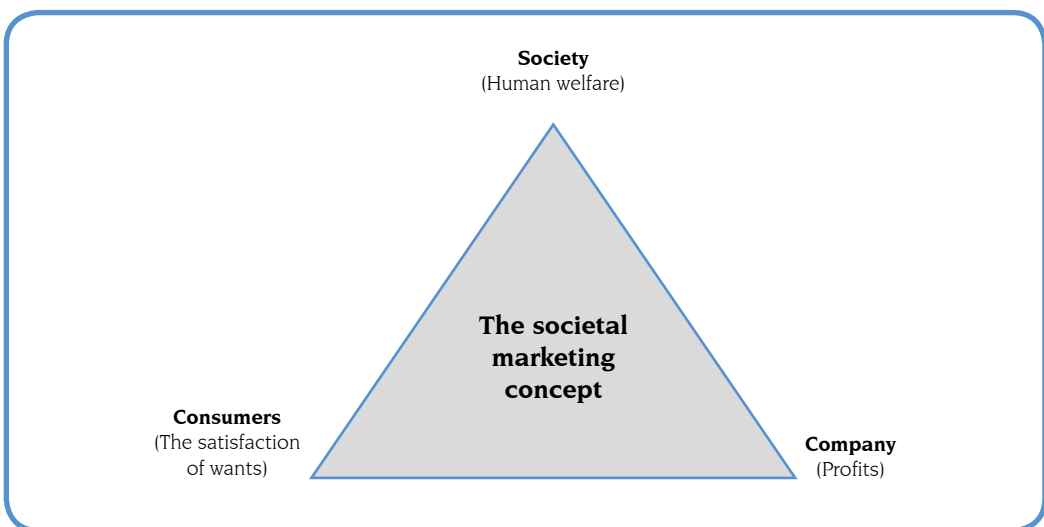 Society
(Human welfare)
The societal
marketing
concept
Consumers
(The satisfaction
of wants)
Company
(Profits)